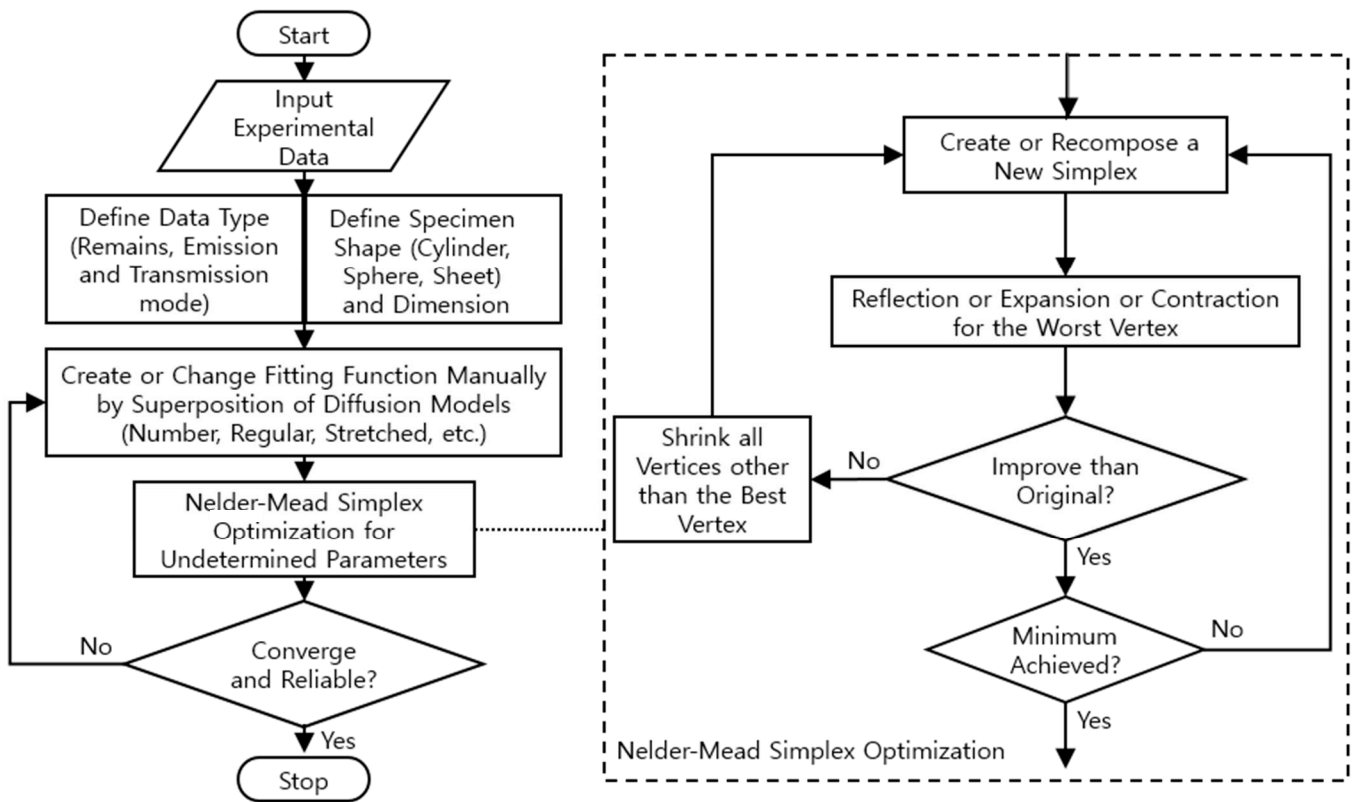 Start
Input
Experimental
Data
Define Data Type
(Remains, Emission
and Transmission
mode)
Define Specimen
Shape (Cylinder,
Sphere, Sheet)
and Dimension
Create or Change Fitting Function Manually
by Superposition of Diffusion Models
(Number, Regular, Stretched, etc.)
Nelder-Mead Simplex
Optimization for
Undetermined Parameters
No
Converge
and Reliable?
Yes
Stop
Create or Recompose a
New Simplex
Reflection or Expansion or Contraction
for the Worst Vertex
Shrink all
Vertices other
than the Best
Vertex
No
Improve than
Original?
Yes
Minimum
Achieved?
No
Yes
Nelder-Mead Simplex Optimization